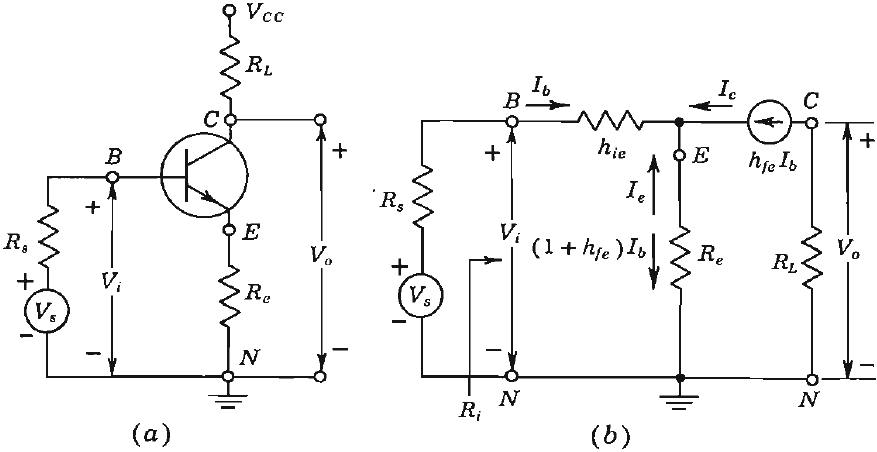 V_CC
R_L
C
+
B
+
E
R_s
V_i
V_o
+
V_s
R_e
−
−
N
−
(a)
I_b
I_c
B
C
+
h_ie
E
h_fe I_b
+
R_s
I_e
V_i
(1 + h_fe) I_b
R_e
R_L
V_o
+
V_s
−
−
−
R_i
N
N
(b)